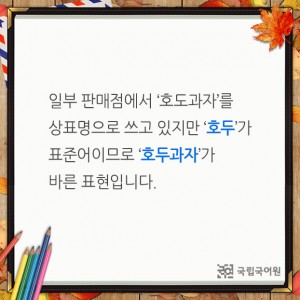 일부 판매점에서 ‘호도과자’를
상표명으로 쓰고 있지만 ‘호두’가
표준어이므로 ‘호두과자’가
바른 표현입니다.
국립국어원